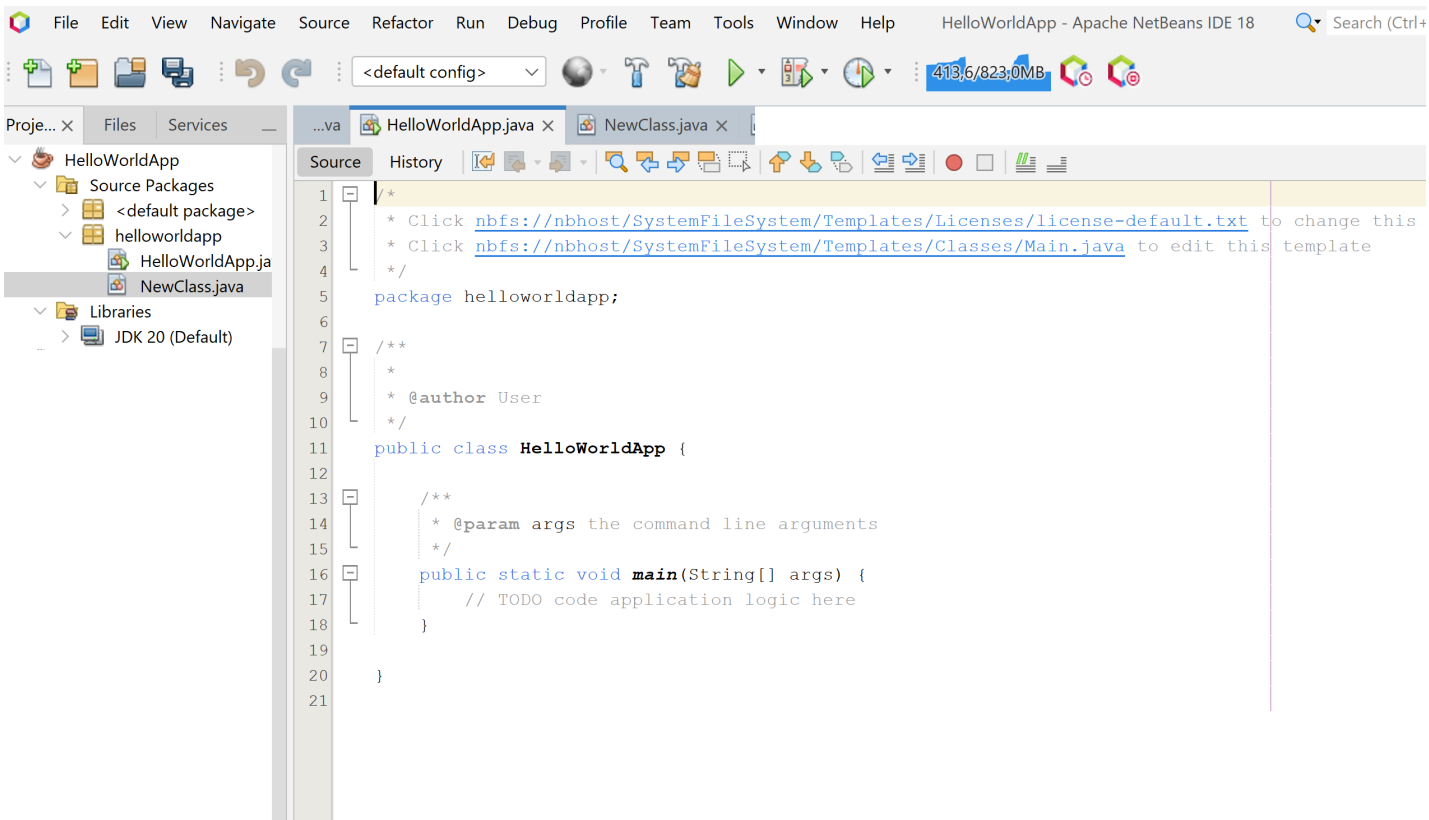 File Edit View Navigate Source Refactor Run Debug Profile Team Tools Window Help HelloWorldApp - Apache NetBeans IDE 18 Search (Ctrl+
<default config> 413,6/823,0MB
Proje... Files Services
...va HelloWorldApp.java NewClass.java
Source History
HelloWorldApp
Source Packages
<default package>
helloworldapp
HelloWorldApp.ja
NewClass.java
Libraries
JDK 20 (Default)
1 /*
2 * Click nbfs://nbhost/SystemFileSystem/Templates/Licenses/license-default.txt to change this
3 * Click nbfs://nbhost/SystemFileSystem/Templates/Classes/Main.java to edit this template
4 */
5 package helloworldapp;
6
7 /**
8 *
9 * @author User
10 */
11 public class HelloWorldApp {
12
13 /**
14 * @param args the command line arguments
15 */
16 public static void main(String[] args) {
17 // TODO code application logic here
18 }
19
20 }
21